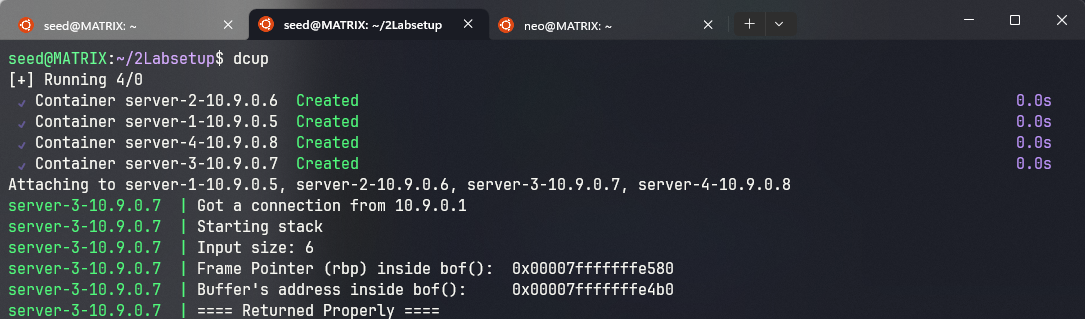 seed@MATRIX: ~
seed@MATRIX: ~/2Labsetup
neo@MATRIX: ~
seed@MATRIX:~/2Labsetup$ dcup
[+] Running 4/0
✓ Container server-2-10.9.0.6 Created 0.0s
✓ Container server-1-10.9.0.5 Created 0.0s
✓ Container server-4-10.9.0.8 Created 0.0s
✓ Container server-3-10.9.0.7 Created 0.0s
Attaching to server-1-10.9.0.5, server-2-10.9.0.6, server-3-10.9.0.7, server-4-10.9.0.8
server-3-10.9.0.7 | Got a connection from 10.9.0.1
server-3-10.9.0.7 | Starting stack
server-3-10.9.0.7 | Input size: 6
server-3-10.9.0.7 | Frame Pointer (rbp) inside bof(): 0x00007fffffffe580
server-3-10.9.0.7 | Buffer's address inside bof(): 0x00007fffffffe4b0
server-3-10.9.0.7 | ==== Returned Properly ====